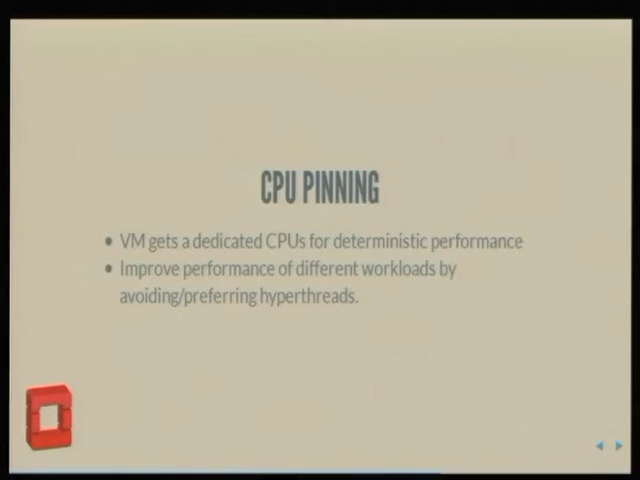 CPU PINNING
• VM gets a dedicated CPUs for deterministic performance
• Improve performance of different workloads by
avoiding/preferring hyperthreads.